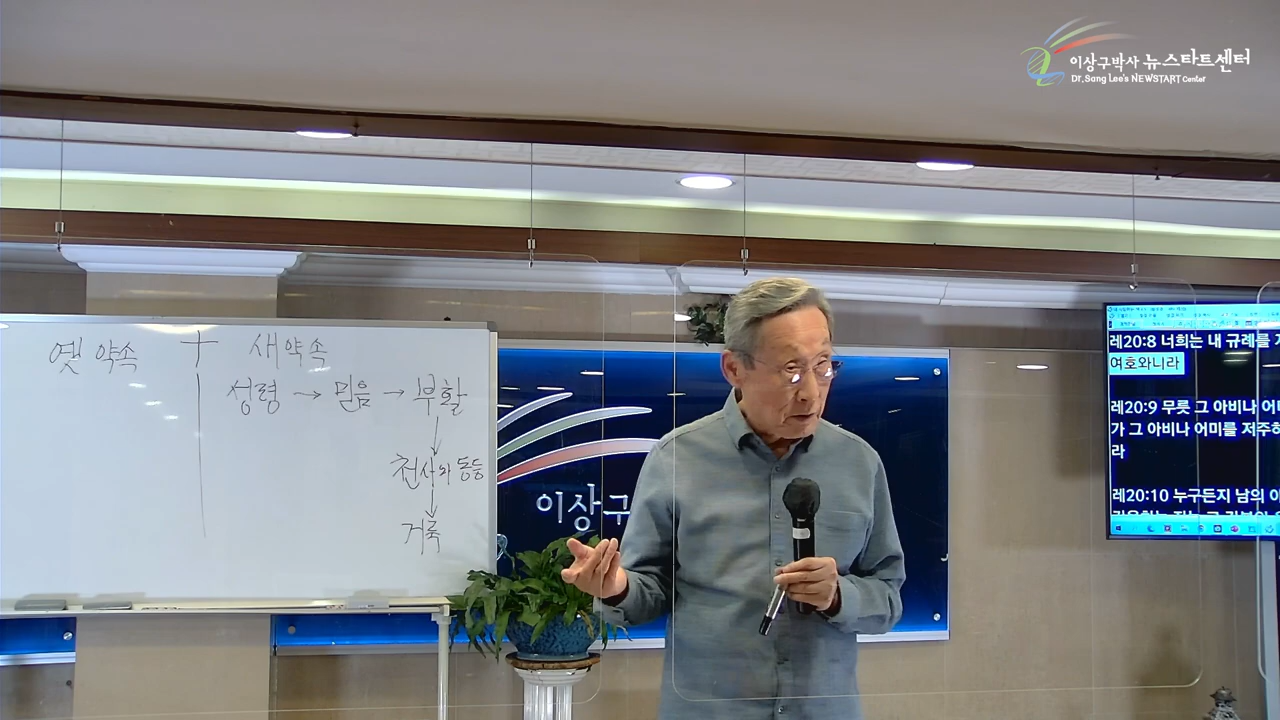 이상구박사 뉴스타트센터
Dr. Sang Lee's NEWSTART Center
옛 약속 새 약속
성령 → 믿음 → 부활
천사와 동등
거룩
이상구
레20:8 너희는 내 규례를
여호와니라
레20:9 무릇 그 아비나
가 그 아비나 어미를 저주하
라
레20:10 누구든지 남의